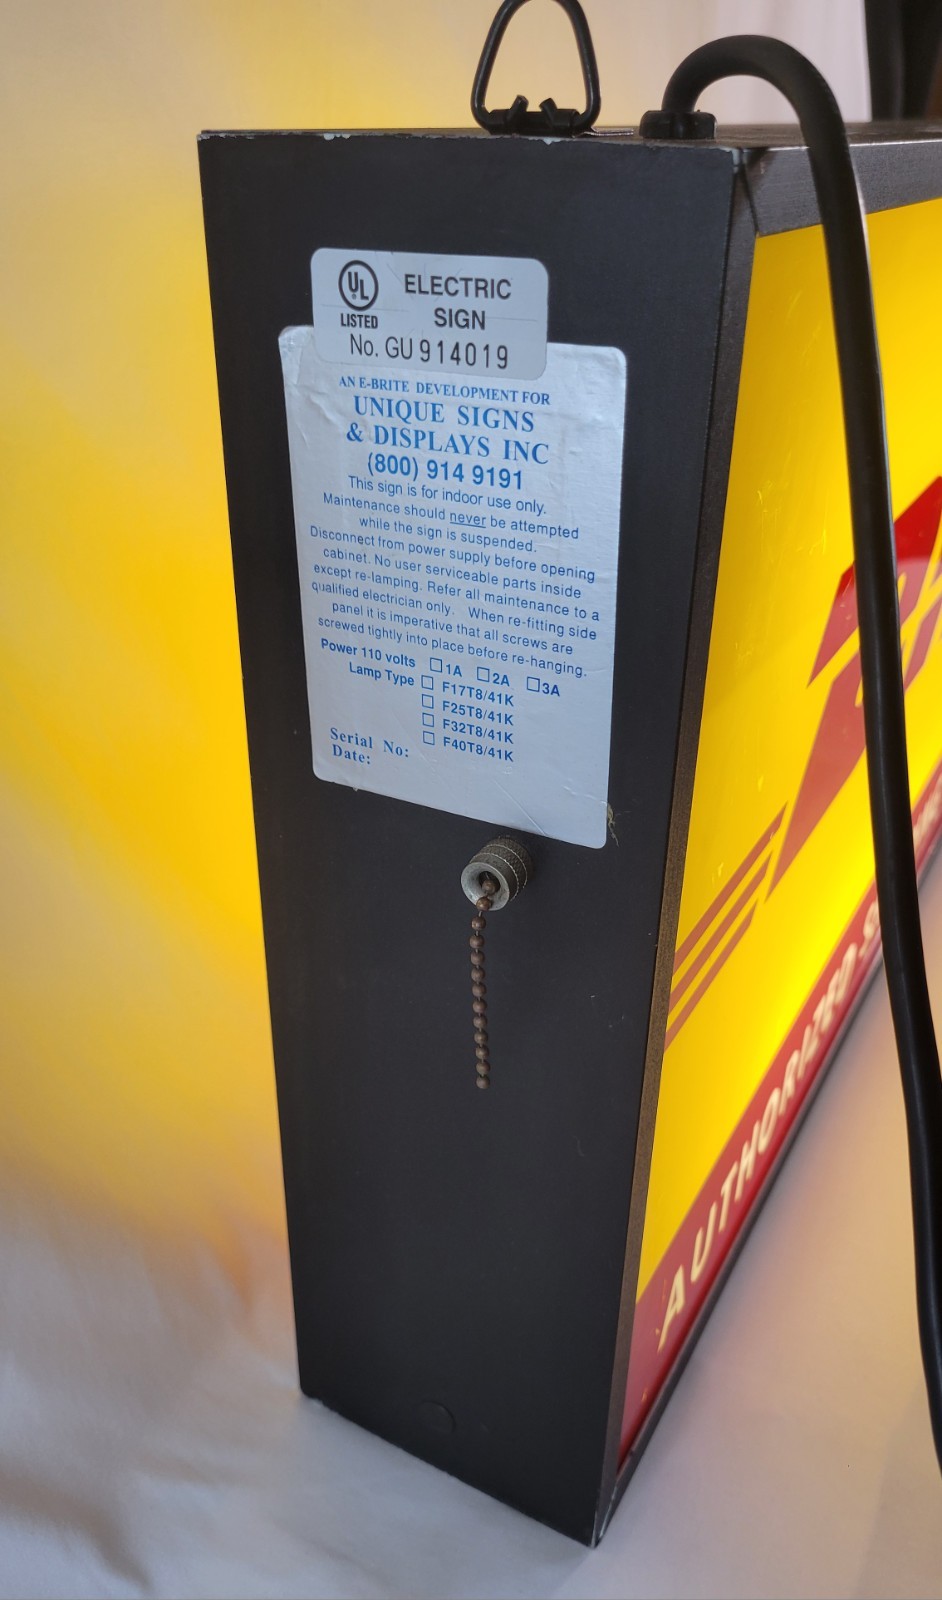 UL
LISTED
ELECTRIC
SIGN
No. GU 914019
AN E-BRITE DEVELOPMENT FOR
UNIQUE SIGNS
& DISPLAYS INC
(800) 914 9191
This sign is for indoor use only.
Maintenance should never be attempted
while the sign is suspended.
Disconnect from power supply before opening
cabinet. No user serviceable parts inside
except re-lamping. Refer all maintenance to a
qualified electrician only. When re-fitting side
panel it is imperative that all screws are
screwed tightly into place before re-hanging.
Power 110 volts ☐ 1A ☐ 2A ☐ 3A
Lamp Type ☐ F17T8/41K
☐ F25T8/41K
☐ F32T8/41K
☐ F40T8/41K
Serial No:
Date:
AUTHORIZED